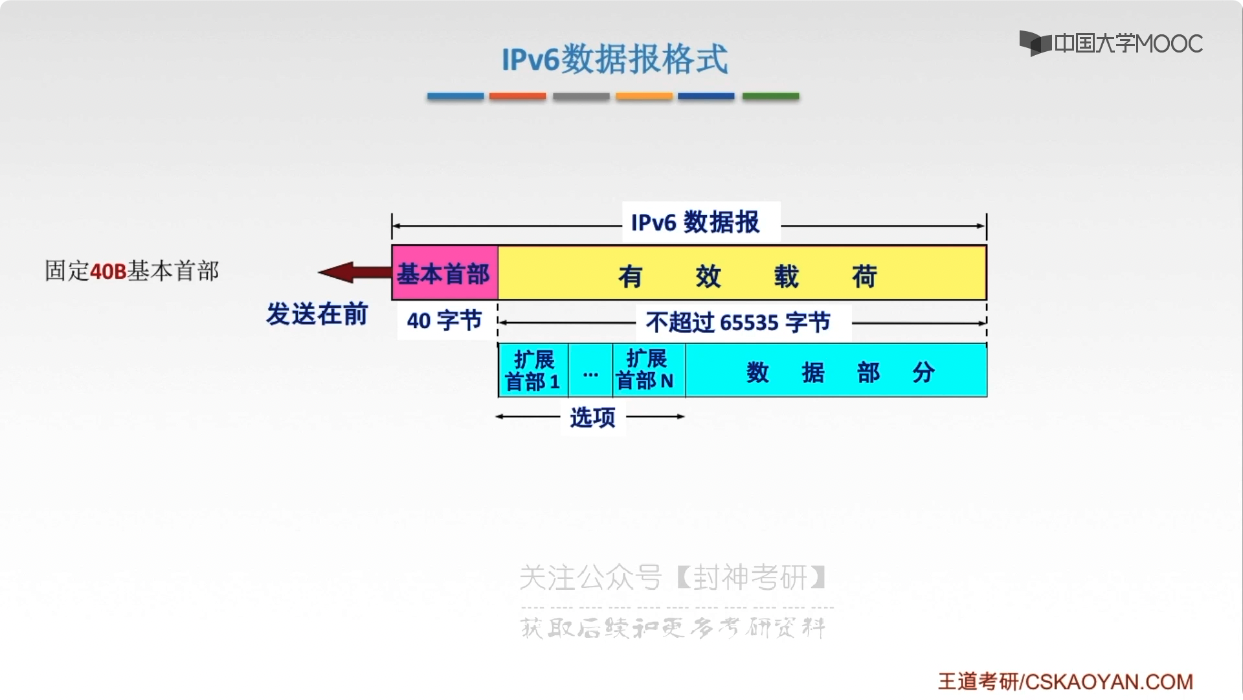 中国大学MOOC
IPv6数据报格式
IPv6 数据报
固定40B基本首部
基本首部
有效载荷
发送在前
40 字节
不超过 65535 字节
扩展
首部 1
...
扩展
首部 N
数据部分
选项
关注公众号【封神考研】
获取后续和更多考研资料
王道考研/CSKAOYAN.COM